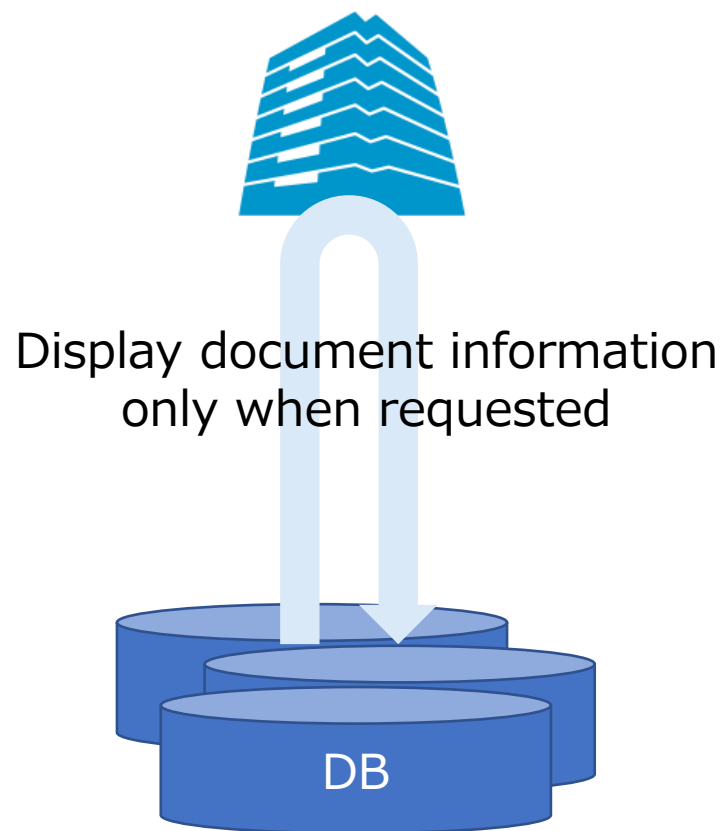 Display document information
only when requested
DB